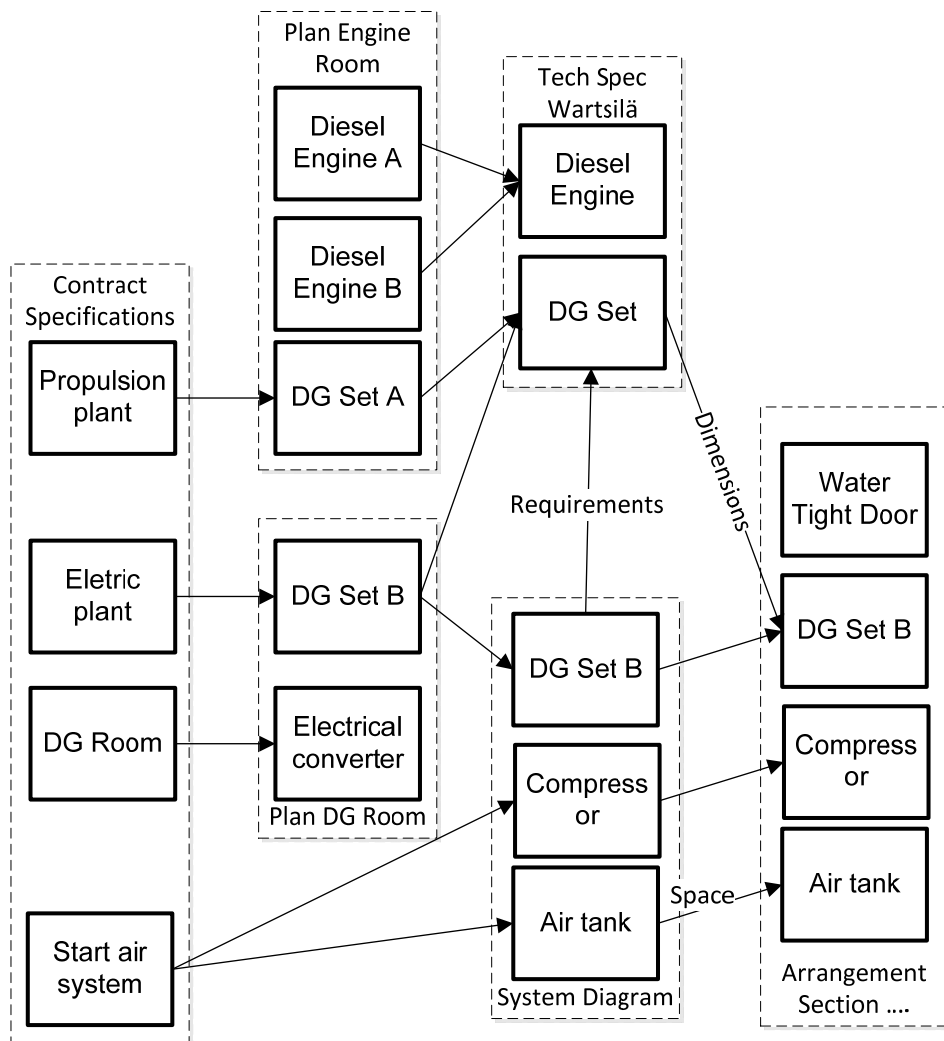 Plan Engine
Room
Diesel
Engine A
Diesel
Engine B
DG Set A
Tech Spec
Wartsilä
Diesel
Engine
DG Set
Contract
Specifications
Propulsion
plant
Eletric
plant
DG Room
Start air
system
DG Set B
Electrical
converter
Plan DG Room
Requirements
Dimensions
DG Set B
Compress
or
Air tank
System Diagram
Space
Water
Tight Door
DG Set B
Compress
or
Air tank
Arrangement
Section ....